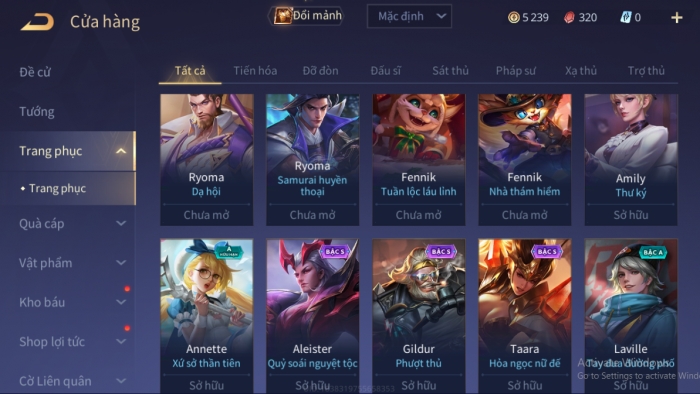 Cửa hàng
Đổi mảnh
Mặc định
5 239
320
0
Đề cử
Tướng
Trang phục
Trang phục
Quà cáp
Vật phẩm
Kho báu
Shop lợi tức
Cờ Liên quân
Tất cả
Tiến hóa
Đỡ đòn
Đấu sĩ
Sát thủ
Pháp sư
Xạ thủ
Trợ thủ
Ryoma
Dạ hội
Chưa mở
Ryoma
Samurai huyền
thoại
Chưa mở
Fennik
Tuần lộc láu lỉnh
Chưa mở
Fennik
Nhà thám hiểm
Chưa mở
Amily
Thư ký
Sở hữu
A
HỮU HẠN
Annette
Xứ sở thần tiên
Sở hữu
BẬC S
Aleister
Quỷ soái nguyệt tộc
Sở hữu
BẬC S
Gildur
Phượt thủ
Sở hữu
BẬC S
Taara
Hỏa ngọc nữ đế
Sở hữu
BẬC A
Laville
Tay đua đường phố
Sở hữu
Activate Windows
Go to Settings to activate Windo